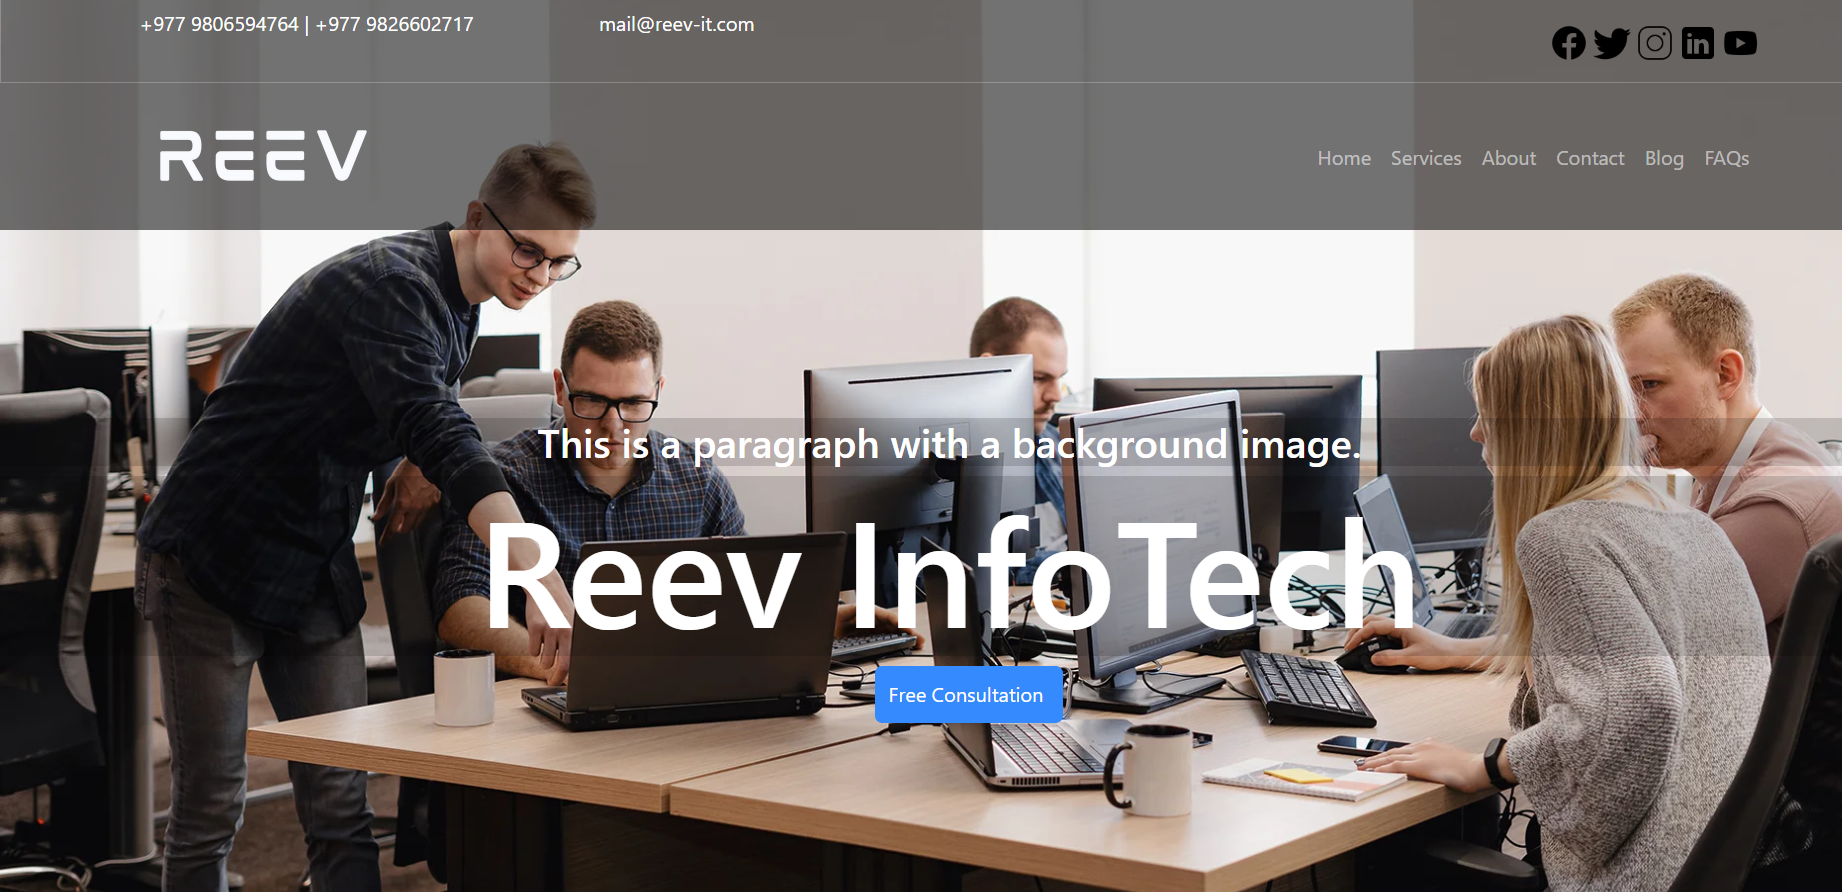 +977 9806594764 | +977 9826602717 mail@reev-it.com
REEV
Home Services About Contact Blog FAQs
This is a paragraph with a background image.
Reev InfoTech
Free Consultation